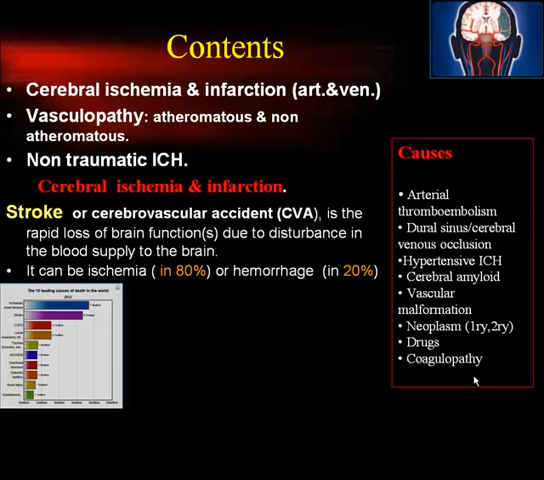 Contents
• Cerebral ischemia & infarction (art.&ven.)
• Vasculopathy: atheromatous & non
atheromatous.
• Non traumatic ICH.
Cerebral ischemia & infarction.
Stroke or cerebrovascular accident (CVA), is the
rapid loss of brain function(s) due to disturbance in
the blood supply to the brain.
• It can be ischemia ( in 80%) or hemorrhage (in 20%)
The 10 leading causes of death in the world
2012
Stroke
COPD
Causes
• Arterial
thromboembolism
• Dural sinus/cerebral
venous occlusion
•Hypertensive ICH
• Cerebral amyloid
• Vascular
malformation
• Neoplasm (1ry,2ry)
• Drugs
• Coagulopathy